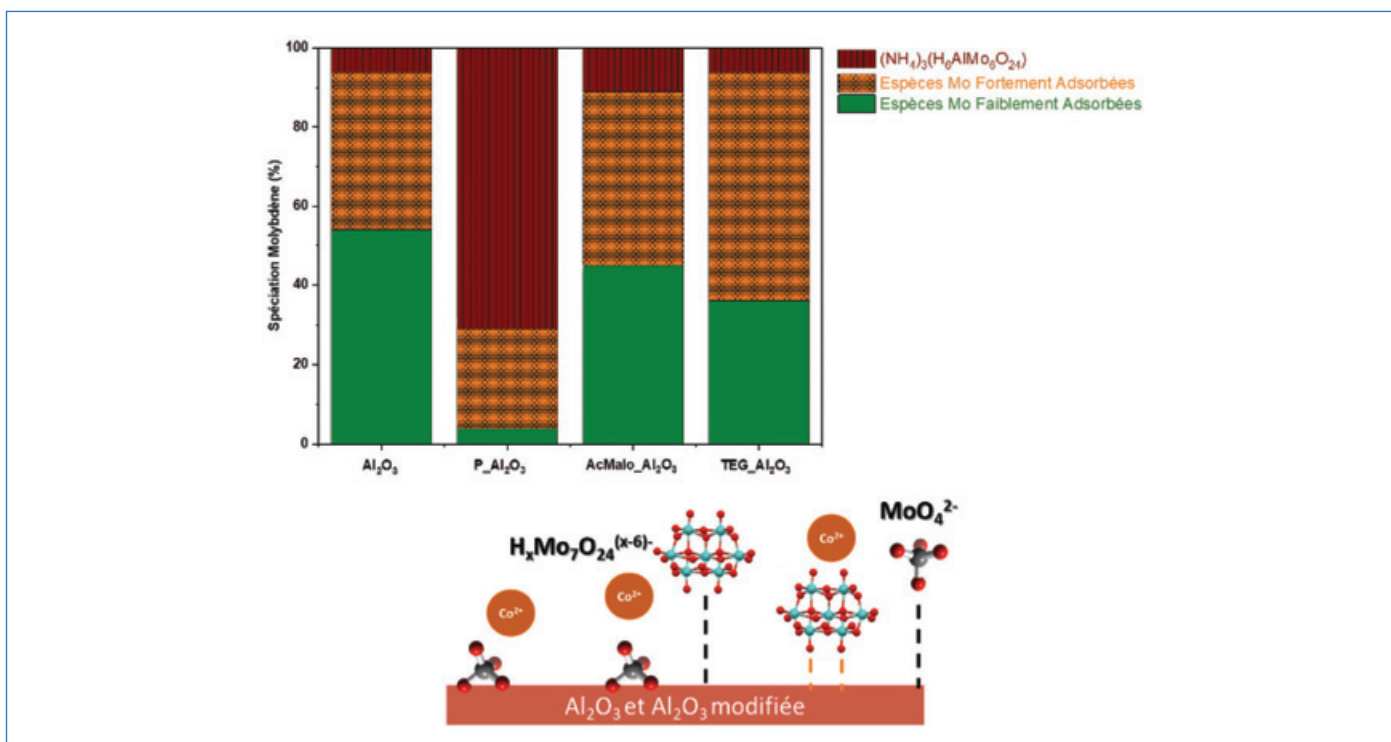 100
80
60
40
20
0
Spéciation Molybdène (%)
Al₂O₃
P_Al₂O₃
AcMalo_Al₂O₃
TEG_Al₂O₃
(NH₄)₃(H₆AlMo₆O₂₄)
Espèces Mo Fortement Adsorbées
Espèces Mo Faiblement Adsorbées
HₓMo₇O₂₄⁽ˣ⁻⁶⁾⁻
MoO₄²⁻
Co²⁺
Co²⁺
Co²⁺
Al₂O₃ et Al₂O₃ modifiée